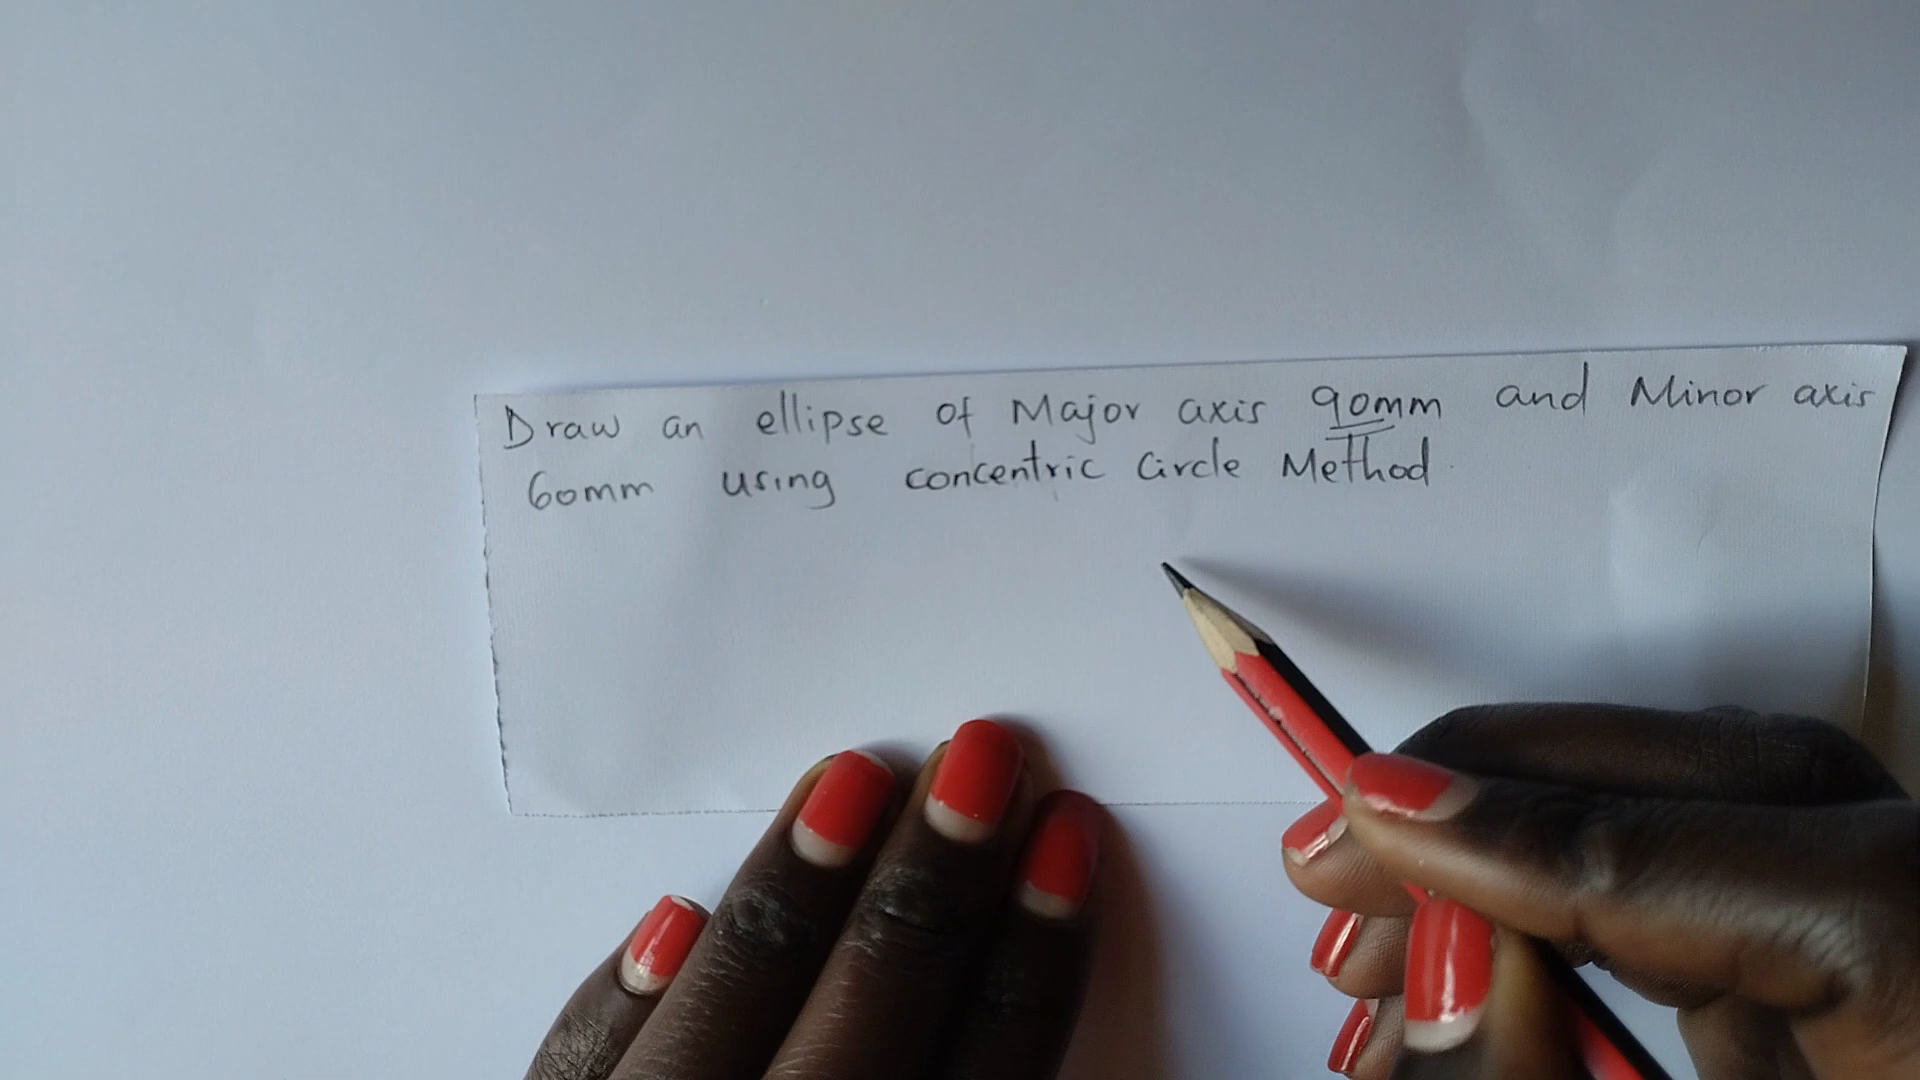 Draw an ellipse of Major axis 90mm and Minor axis
60mm using concentric Circle Method.